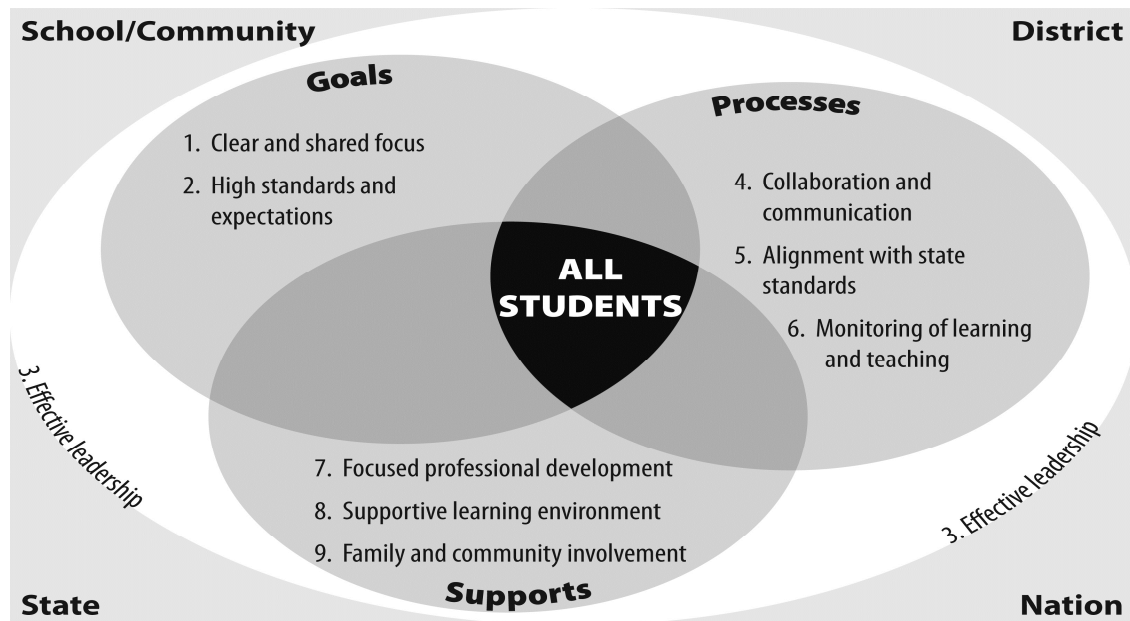 School/Community
District
Goals
Processes
1. Clear and shared focus
2. High standards and
expectations
4. Collaboration and
communication
5. Alignment with state
standards
6. Monitoring of learning
and teaching
ALL
STUDENTS
3. Effective leadership
3. Effective leadership
7. Focused professional development
8. Supportive learning environment
9. Family and community involvement
Supports
State
Nation